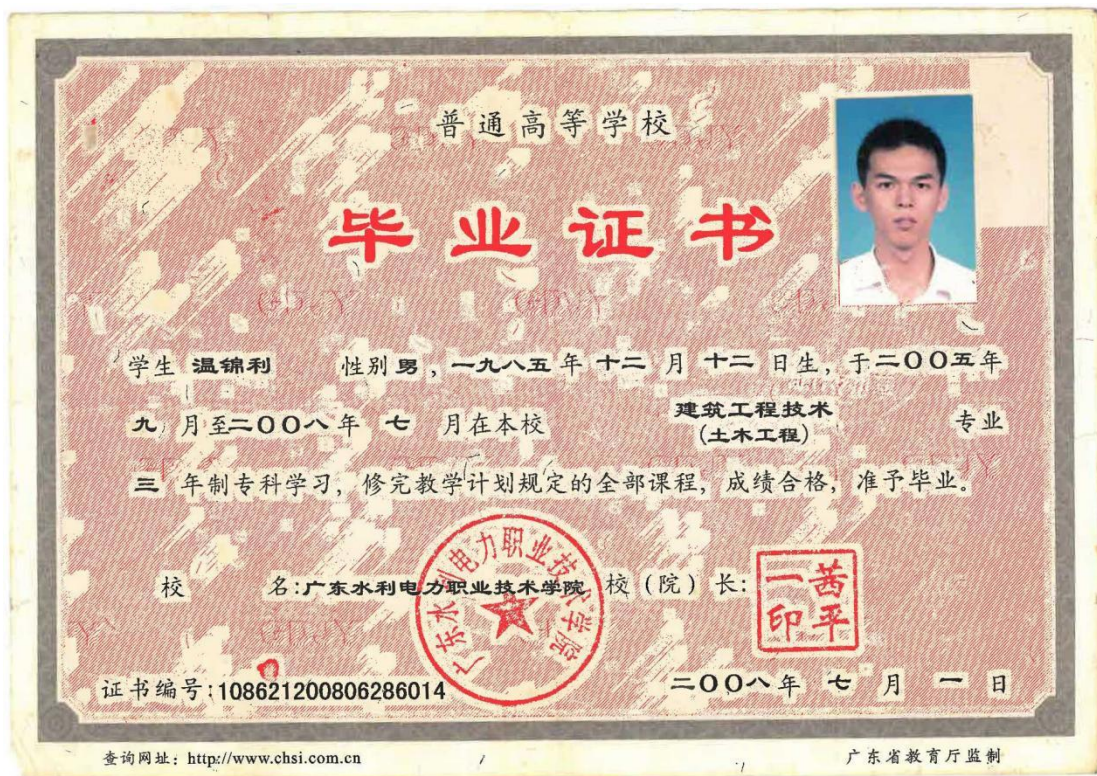 普通高等学校
毕业证书
学生 温锦利 性别 男，一九八五年 十二 月 十二 日生，于二〇〇五年
九 月至二〇〇八年 七 月在本校 建筑工程技术 专业
(土木工程)
三 年制专科学习，修完教学计划规定的全部课程，成绩合格，准予毕业。
校 名:广东水利电力职业技术学院 校(院)长:
广东水利电力职业技术学院
茜平
一印
证书编号:108621200806286014
二〇〇八年 七 月 一 日
查询网址：http://www.chsi.com.cn
广东省教育厅监制